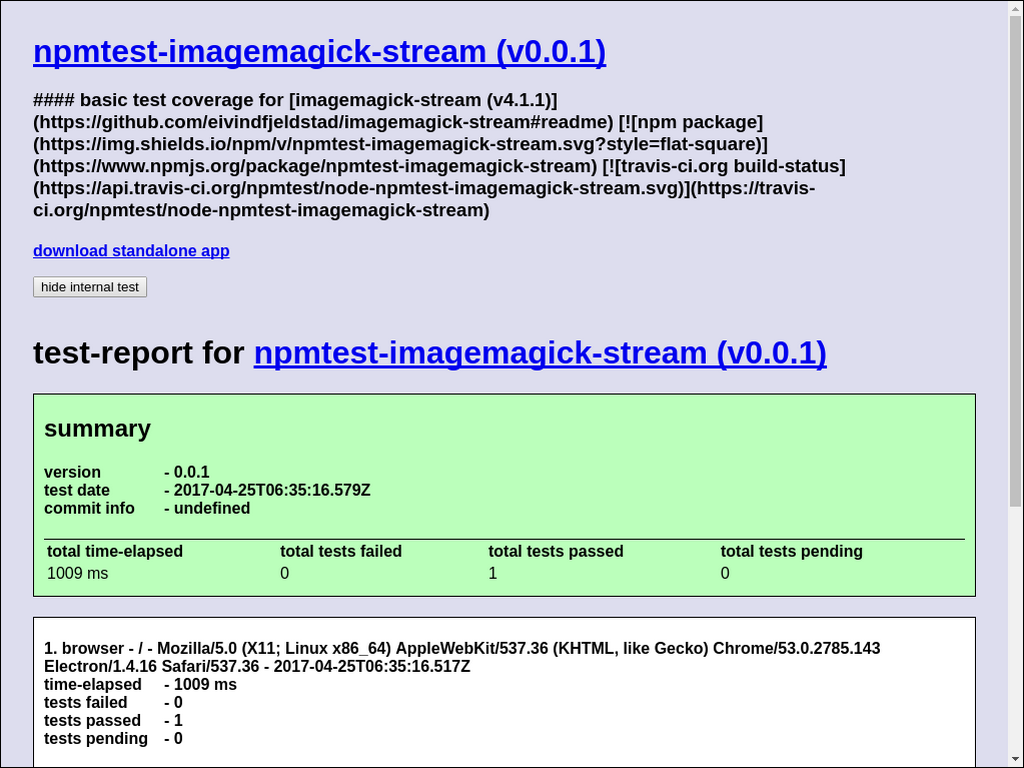 npmtest-imagemagick-stream (v0.0.1)
#### basic test coverage for [imagemagick-stream (v4.1.1)]
(https://github.com/eivindfjeldstad/imagemagick-stream#readme) [![npm package]
(https://img.shields.io/npm/v/npmtest-imagemagick-stream.svg?style=flat-square)]
(https://www.npmjs.org/package/npmtest-imagemagick-stream) [![travis-ci.org build-status]
(https://api.travis-ci.org/npmtest/node-npmtest-imagemagick-stream.svg)](https://travis-
ci.org/npmtest/node-npmtest-imagemagick-stream)
download standalone app
hide internal test
test-report for npmtest-imagemagick-stream (v0.0.1)
summary
version - 0.0.1
test date - 2017-04-25T06:35:16.579Z
commit info - undefined
total time-elapsed total tests failed total tests passed total tests pending
1009 ms 0 1 0
1. browser - / - Mozilla/5.0 (X11; Linux x86_64) AppleWebKit/537.36 (KHTML, like Gecko) Chrome/53.0.2785.143
Electron/1.4.16 Safari/537.36 - 2017-04-25T06:35:16.517Z
time-elapsed - 1009 ms
tests failed - 0
tests passed - 1
tests pending - 0